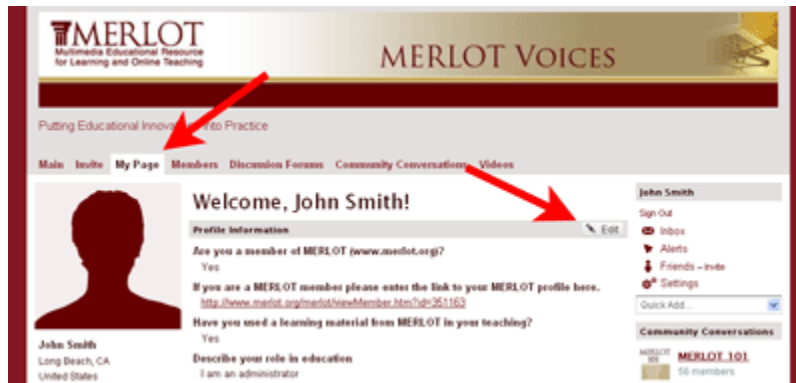 MERLOT
Multimedia Educational Resource
for Learning and Online Teaching
MERLOT VOICES
Putting Educational Innova into Practice
Main Invite My Page Members Discussion Forums Community Conversations Videos
Welcome, John Smith!
Profile Information
Edit
Are you a member of MERLOT (www.merlot.org)?
Yes
If you are a MERLOT member please enter the link to your MERLOT profile here.
http://www.merlot.org/merlot/viewMember.htm?id=351163
Have you used a learning material from MERLOT in your teaching?
Yes
Describe your role in education
I am an administrator
John Smith
Long Beach, CA
United States
John Smith
Sign Out
Inbox
Alerts
Friends – Invite
Settings
Quick Add...
Community Conversations
MERLOT 101
MERLOT 101
56 members